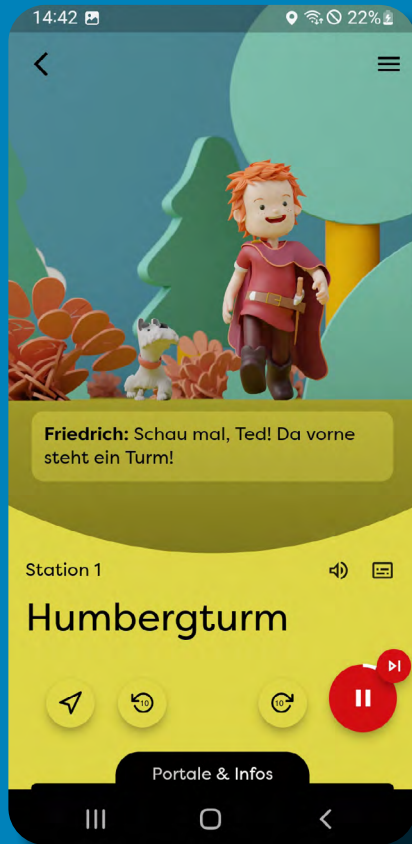 14:42 22%
Friedrich: Schau mal, Ted! Da vorne
steht ein Turm!
Station 1
Humbergturm
10 10
Portale & Infos